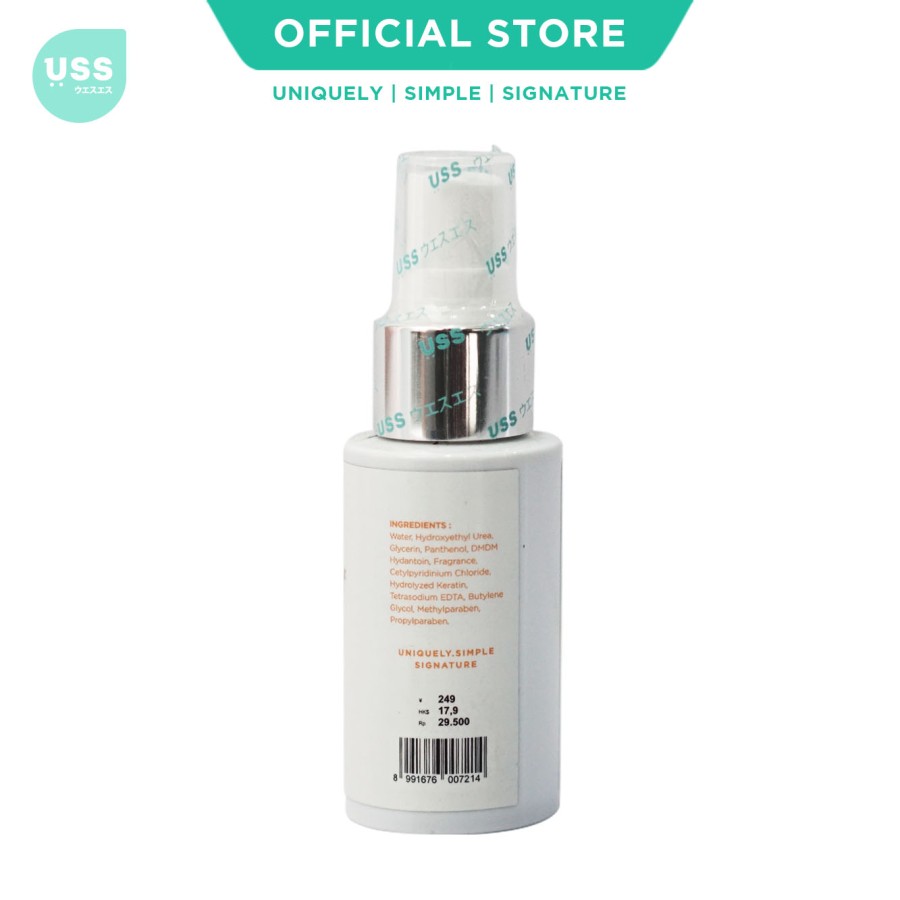 OFFICIAL STORE
USS
ウエスエス
UNIQUELY | SIMPLE | SIGNATURE
USS
USS ウエスエス
USS
USS
USS ウエスエス
USS ウエスエス
INGREDIENTS :
Water, Hydroxyethyl Urea,
Glycerin, Panthenol, DMDM
Hydantoin, Fragrance,
Cetylpyridinium Chloride,
Hydrolyzed Keratin,
Tetrasodium EDTA, Butylene
Glycol, Methylparaben,
Propylparaben.
UNIQUELY.SIMPLE
SIGNATURE
¥ 249
HK$ 17,9
Rp 29.500
8 991676 007214